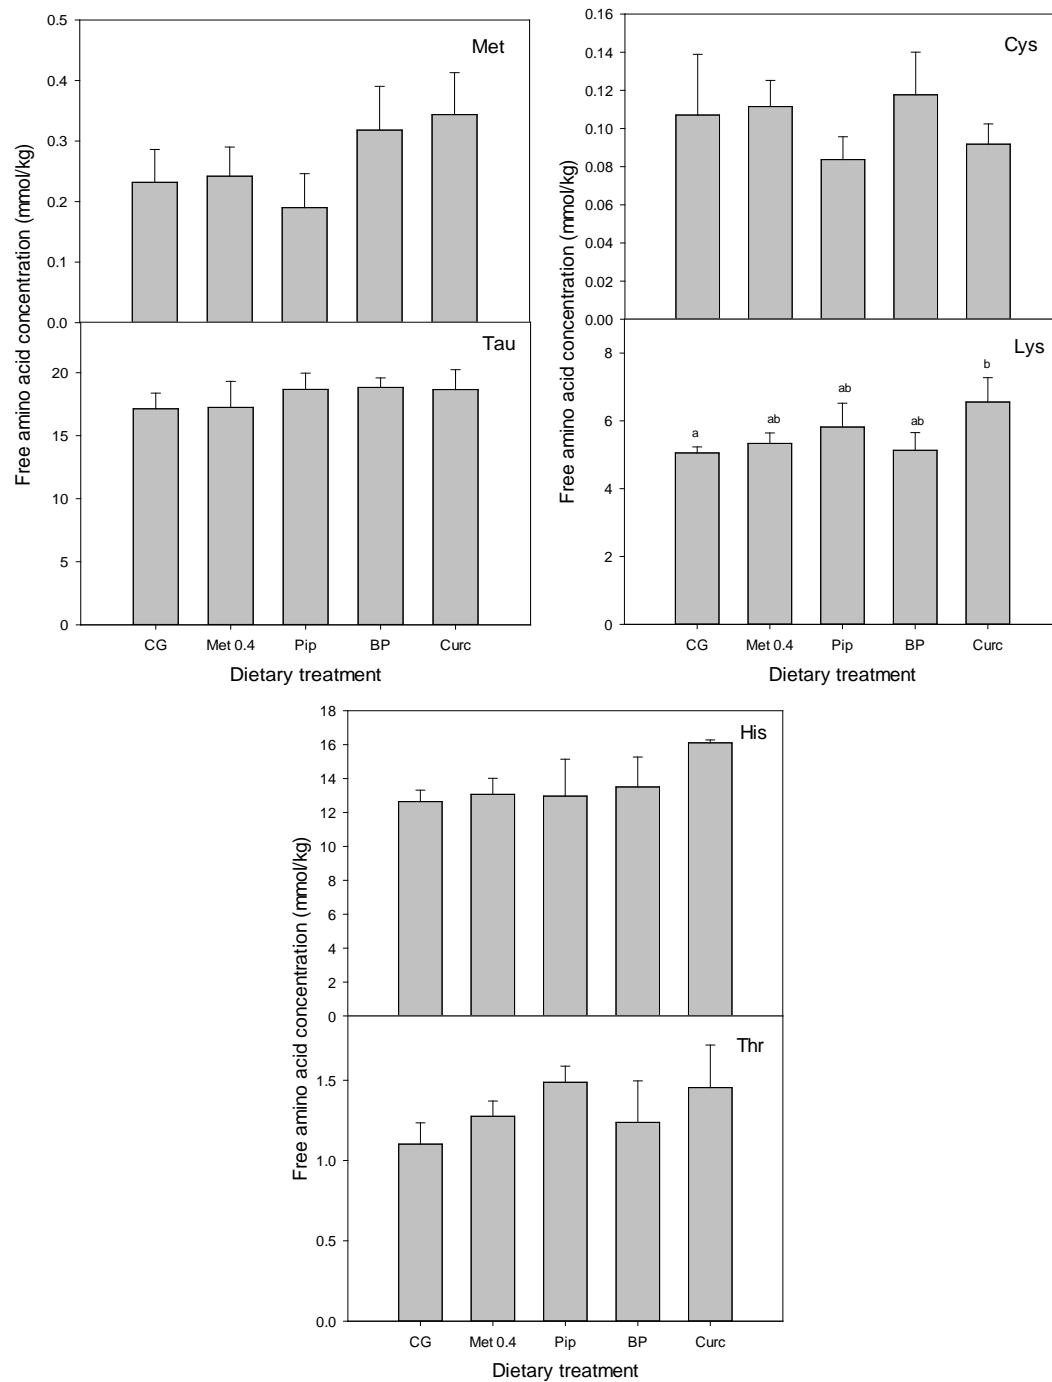 Free amino acid concentration (mmol/kg)
0.5
0.4
0.3
0.2
0.1
0.0
Met
20
15
10
5
0
Tau
CG Met 0.4 Pip BP Curc
Dietary treatment
Free amino acid concentration (mmol/kg)
0.16
0.14
0.12
0.10
0.08
0.06
0.04
0.02
0.00
Cys
8
6
4
2
0
Lys
a ab ab ab b
CG Met 0.4 Pip BP Curc
Dietary treatment
Free amino acid concentration (mmol/kg)
18
16
14
12
10
8
6
4
2
0
His
1.5
1.0
0.5
0.0
Thr
CG Met 0.4 Pip BP Curc
Dietary treatment